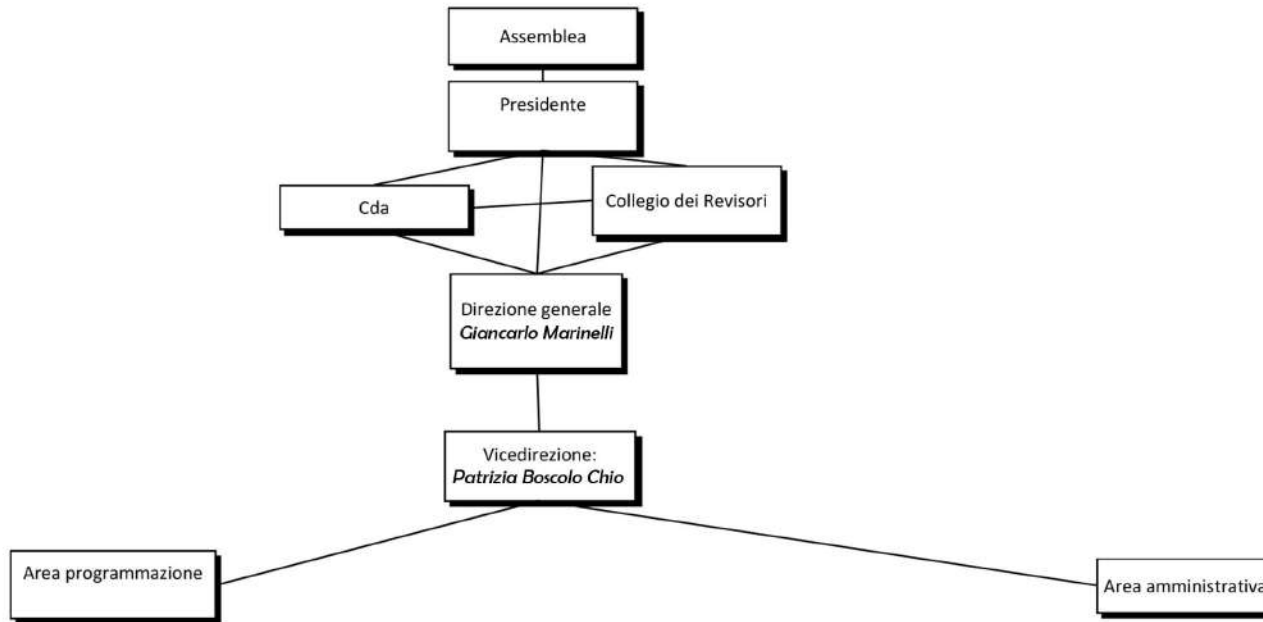 Assemblea
Presidente
Cda
Collegio dei Revisori
Direzione generale
Giancarlo Marinelli
Vicedirezione:
Patrizia Boscolo Chio
Area programmazione
Area amministrativa